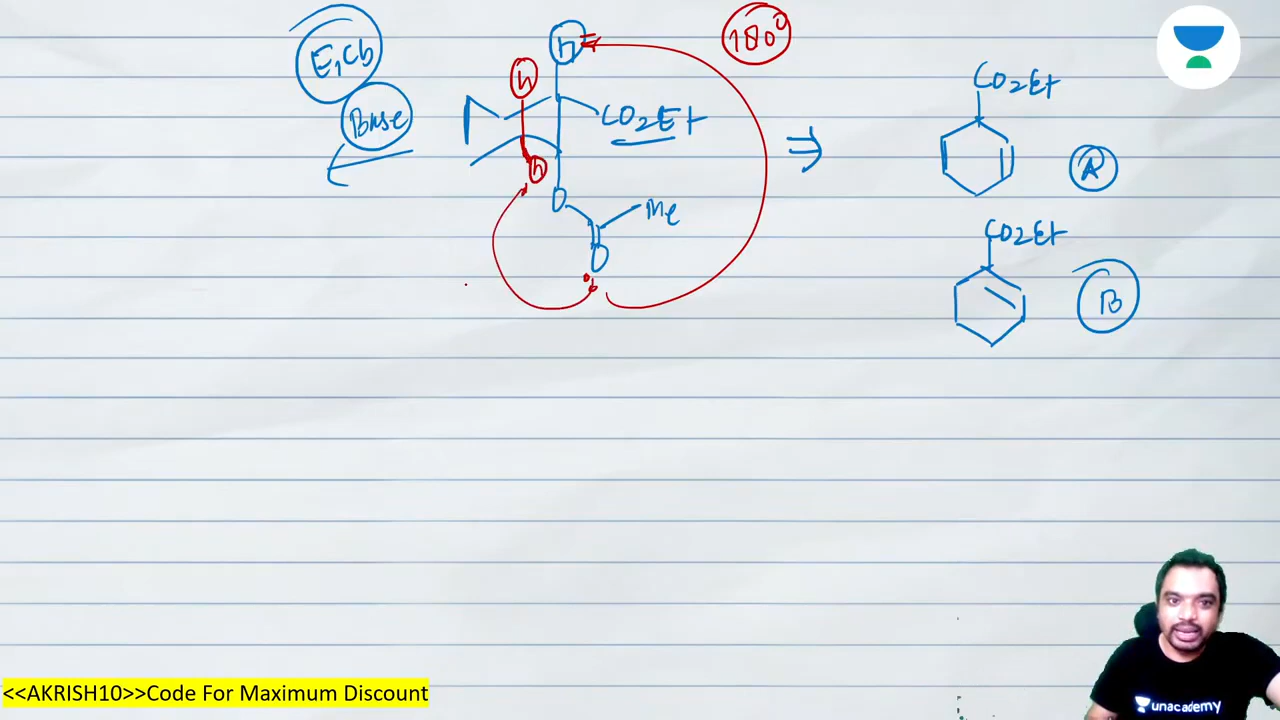 E1Cb
Base
h
h
h
CO2Et
O
Me
O
180°
⇒
CO2Et
A
CO2Et
B
unacademy
<<AKRISH10>>Code For Maximum Discount